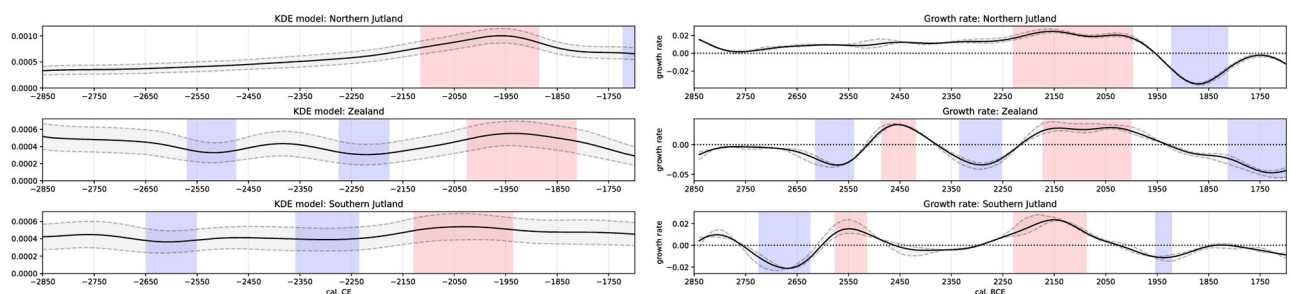 KDE model: Northern Jutland
0.0010
0.0005
0.0000
−2850 −2750 −2650 −2550 −2450 −2350 −2250 −2150 −2050 −1950 −1850 −1750
KDE model: Zealand
0.0006
0.0004
0.0002
0.0000
−2850 −2750 −2650 −2550 −2450 −2350 −2250 −2150 −2050 −1950 −1850 −1750
KDE model: Southern Jutland
0.0006
0.0004
0.0002
0.0000
−2850 −2750 −2650 −2550 −2450 −2350 −2250 −2150 −2050 −1950 −1850 −1750
cal. CE
Growth rate: Northern Jutland
growth rate
0.02
0.00
−0.02
2850 2750 2650 2550 2450 2350 2250 2150 2050 1950 1850 1750
Growth rate: Zealand
growth rate
0.00
−0.05
2850 2750 2650 2550 2450 2350 2250 2150 2050 1950 1850 1750
Growth rate: Southern Jutland
growth rate
0.02
0.00
−0.02
2850 2750 2650 2550 2450 2350 2250 2150 2050 1950 1850 1750
cal. BCE